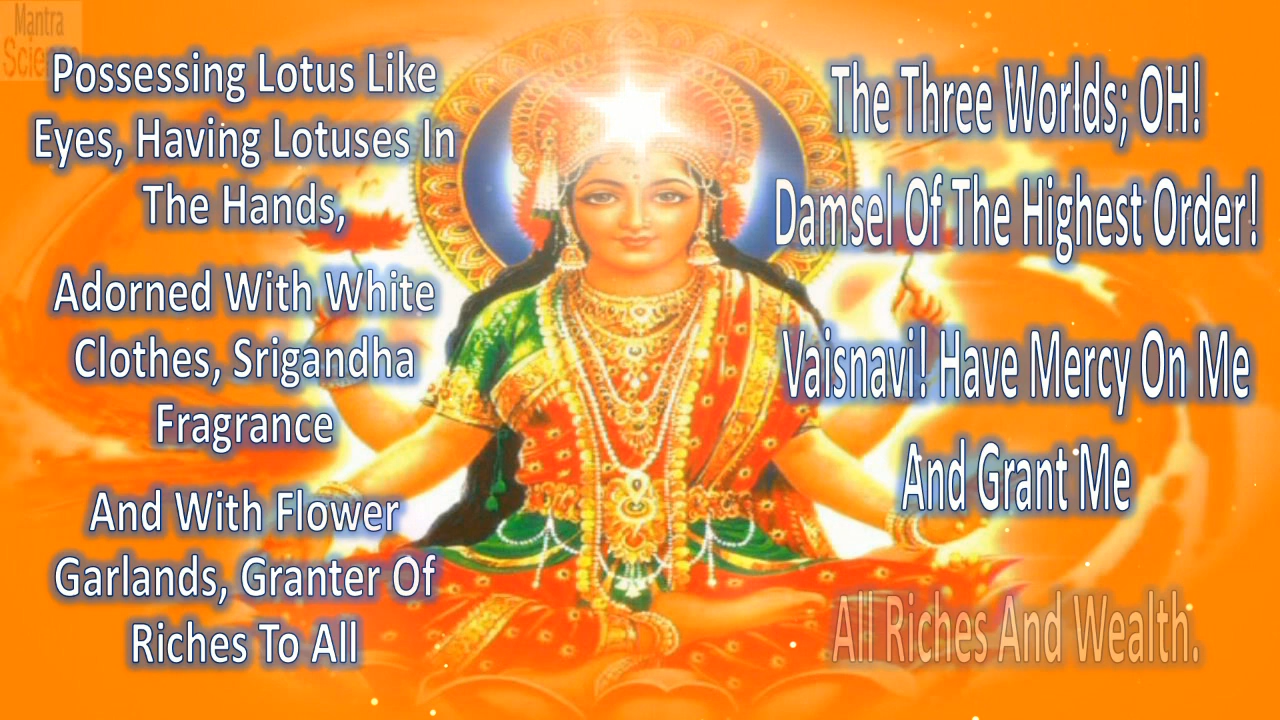 Mantra
Possessing Lotus Like
Eyes, Having Lotuses In
The Hands,
Adorned With White
Clothes, Srigandha
Fragrance
And With Flower
Garlands, Granter Of
Riches To All
The Three Worlds; OH!
Damsel Of The Highest Order!
Vaisnavi! Have Mercy On Me
And Grant Me
All Riches And Wealth.